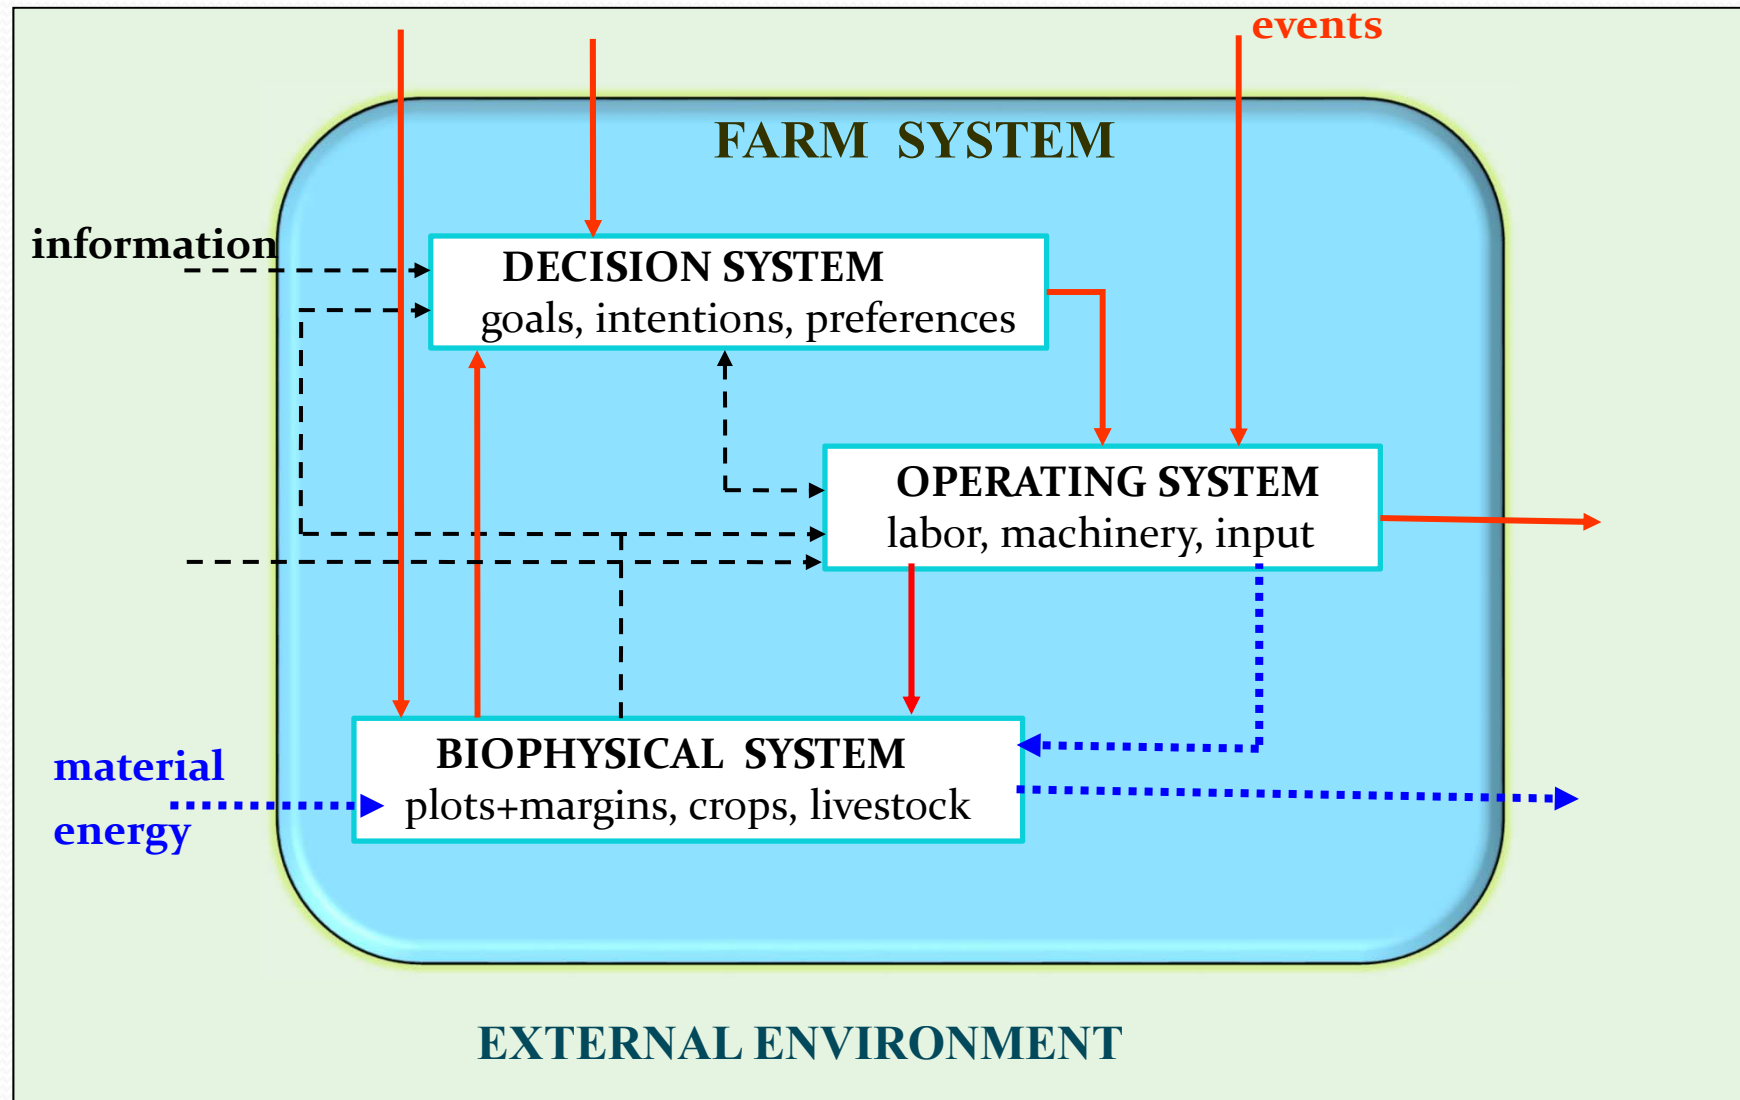 events
FARM SYSTEM
information
DECISION SYSTEM
goals, intentions, preferences
OPERATING SYSTEM
labor, machinery, input
BIOPHYSICAL SYSTEM
plots+margins, crops, livestock
material
energy
EXTERNAL ENVIRONMENT